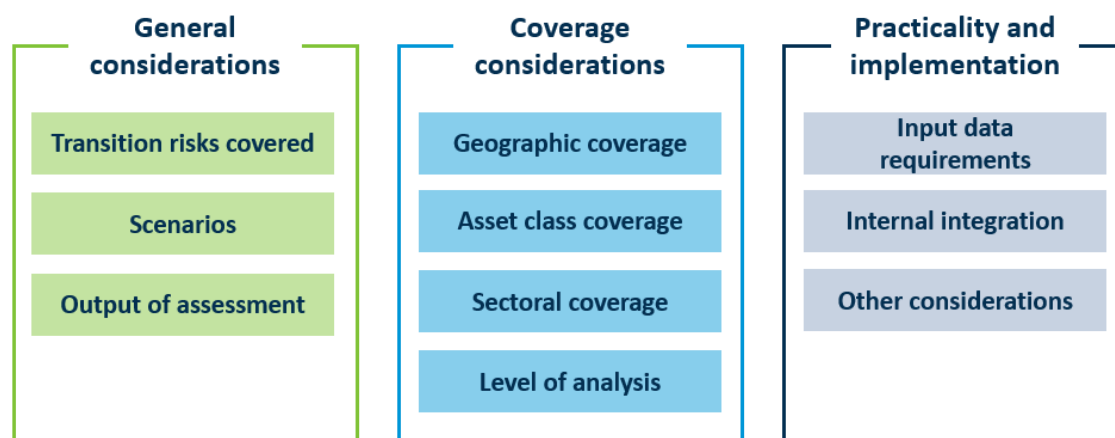 General
considerations
Transition risks covered
Scenarios
Output of assessment
Coverage
considerations
Geographic coverage
Asset class coverage
Sectoral coverage
Level of analysis
Practicality and
implementation
Input data
requirements
Internal integration
Other considerations